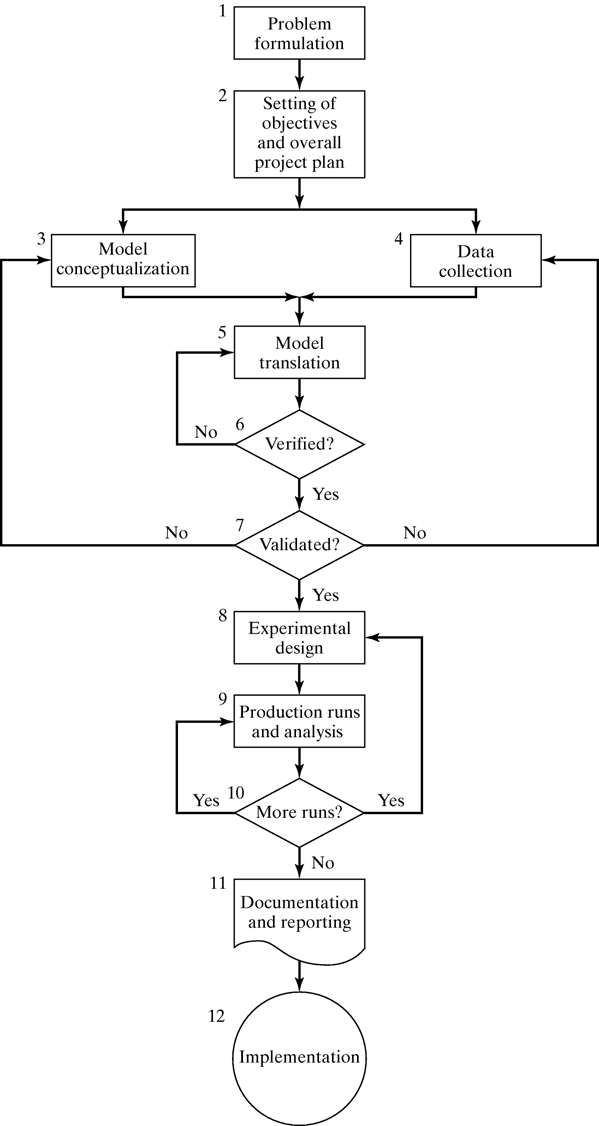 1
Problem
formulation
2
Setting of
objectives
and overall
project plan
3
Model
conceptualization
4
Data
collection
5
Model
translation
6
No
Verified?
Yes
7
No
Validated?
No
Yes
8
Experimental
design
9
Production runs
and analysis
10
Yes
More runs?
Yes
No
11
Documentation
and reporting
12
Implementation